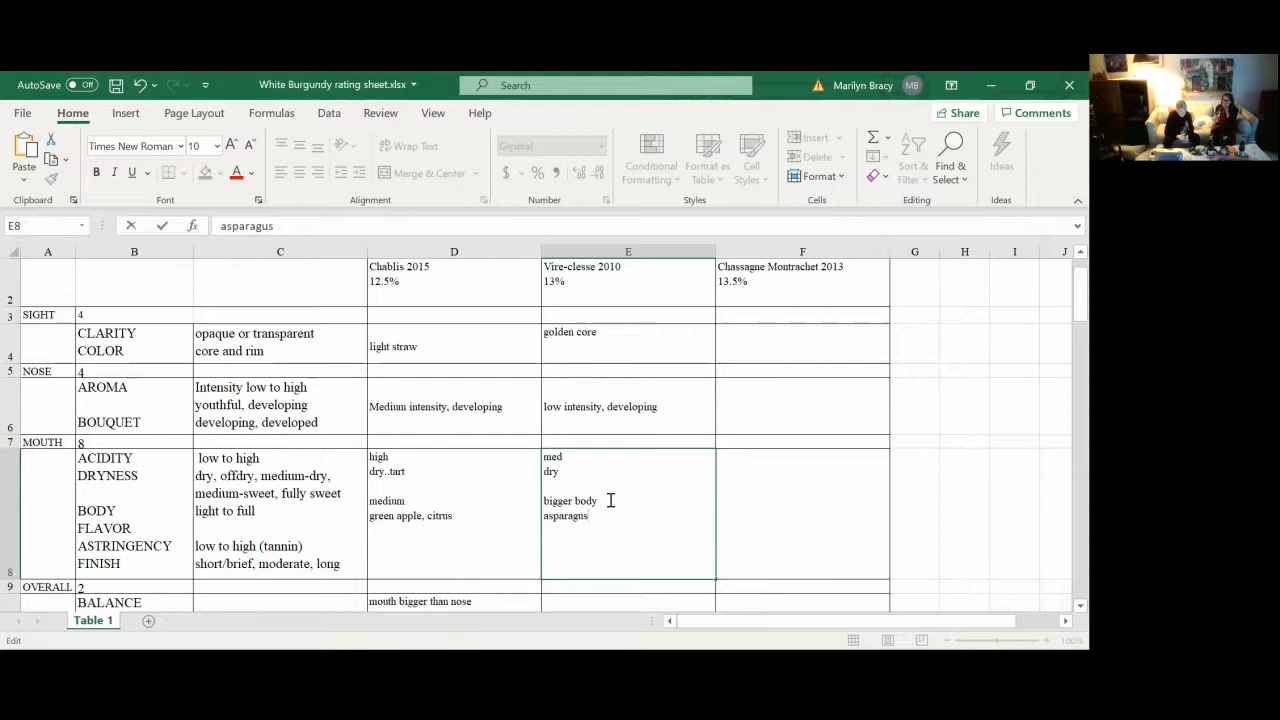 AutoSave Off White Burgundy rating sheet.xlsx Search Marilyn Bracy MB
File Home Insert Page Layout Formulas Data Review View Help Share Comments
Paste Times New Roman 10 Wrap Text General Conditional Formatting Format as Table Cell Styles Insert Σ Sort & Filter Find & Select Ideas
B I U A Merge & Center $ % Delete
Format
Clipboard Font Alignment Number Styles Cells Editing Ideas
E8 fx asparagus
A B C D E F G H I J
Chablis 2015 Vire-clesse 2010 Chassagne Montrachet 2013
12.5% 13% 13.5%
2
3 SIGHT 4
CLARITY opaque or transparent golden core
COLOR core and rim light straw
4
5 NOSE 4
AROMA Intensity low to high
youthful, developing Medium intensity, developing low intensity, developing
BOUQUET developing, developed
6
7 MOUTH 8
ACIDITY low to high high med
DRYNESS dry, offdry, medium-dry, dry..tart dry
medium-sweet, fully sweet
BODY light to full medium bigger body
FLAVOR green apple, citrus asparagus
ASTRINGENCY low to high (tannin)
FINISH short/brief, moderate, long
8
9 OVERALL 2
BALANCE mouth bigger than nose
Table 1
Edit 100%